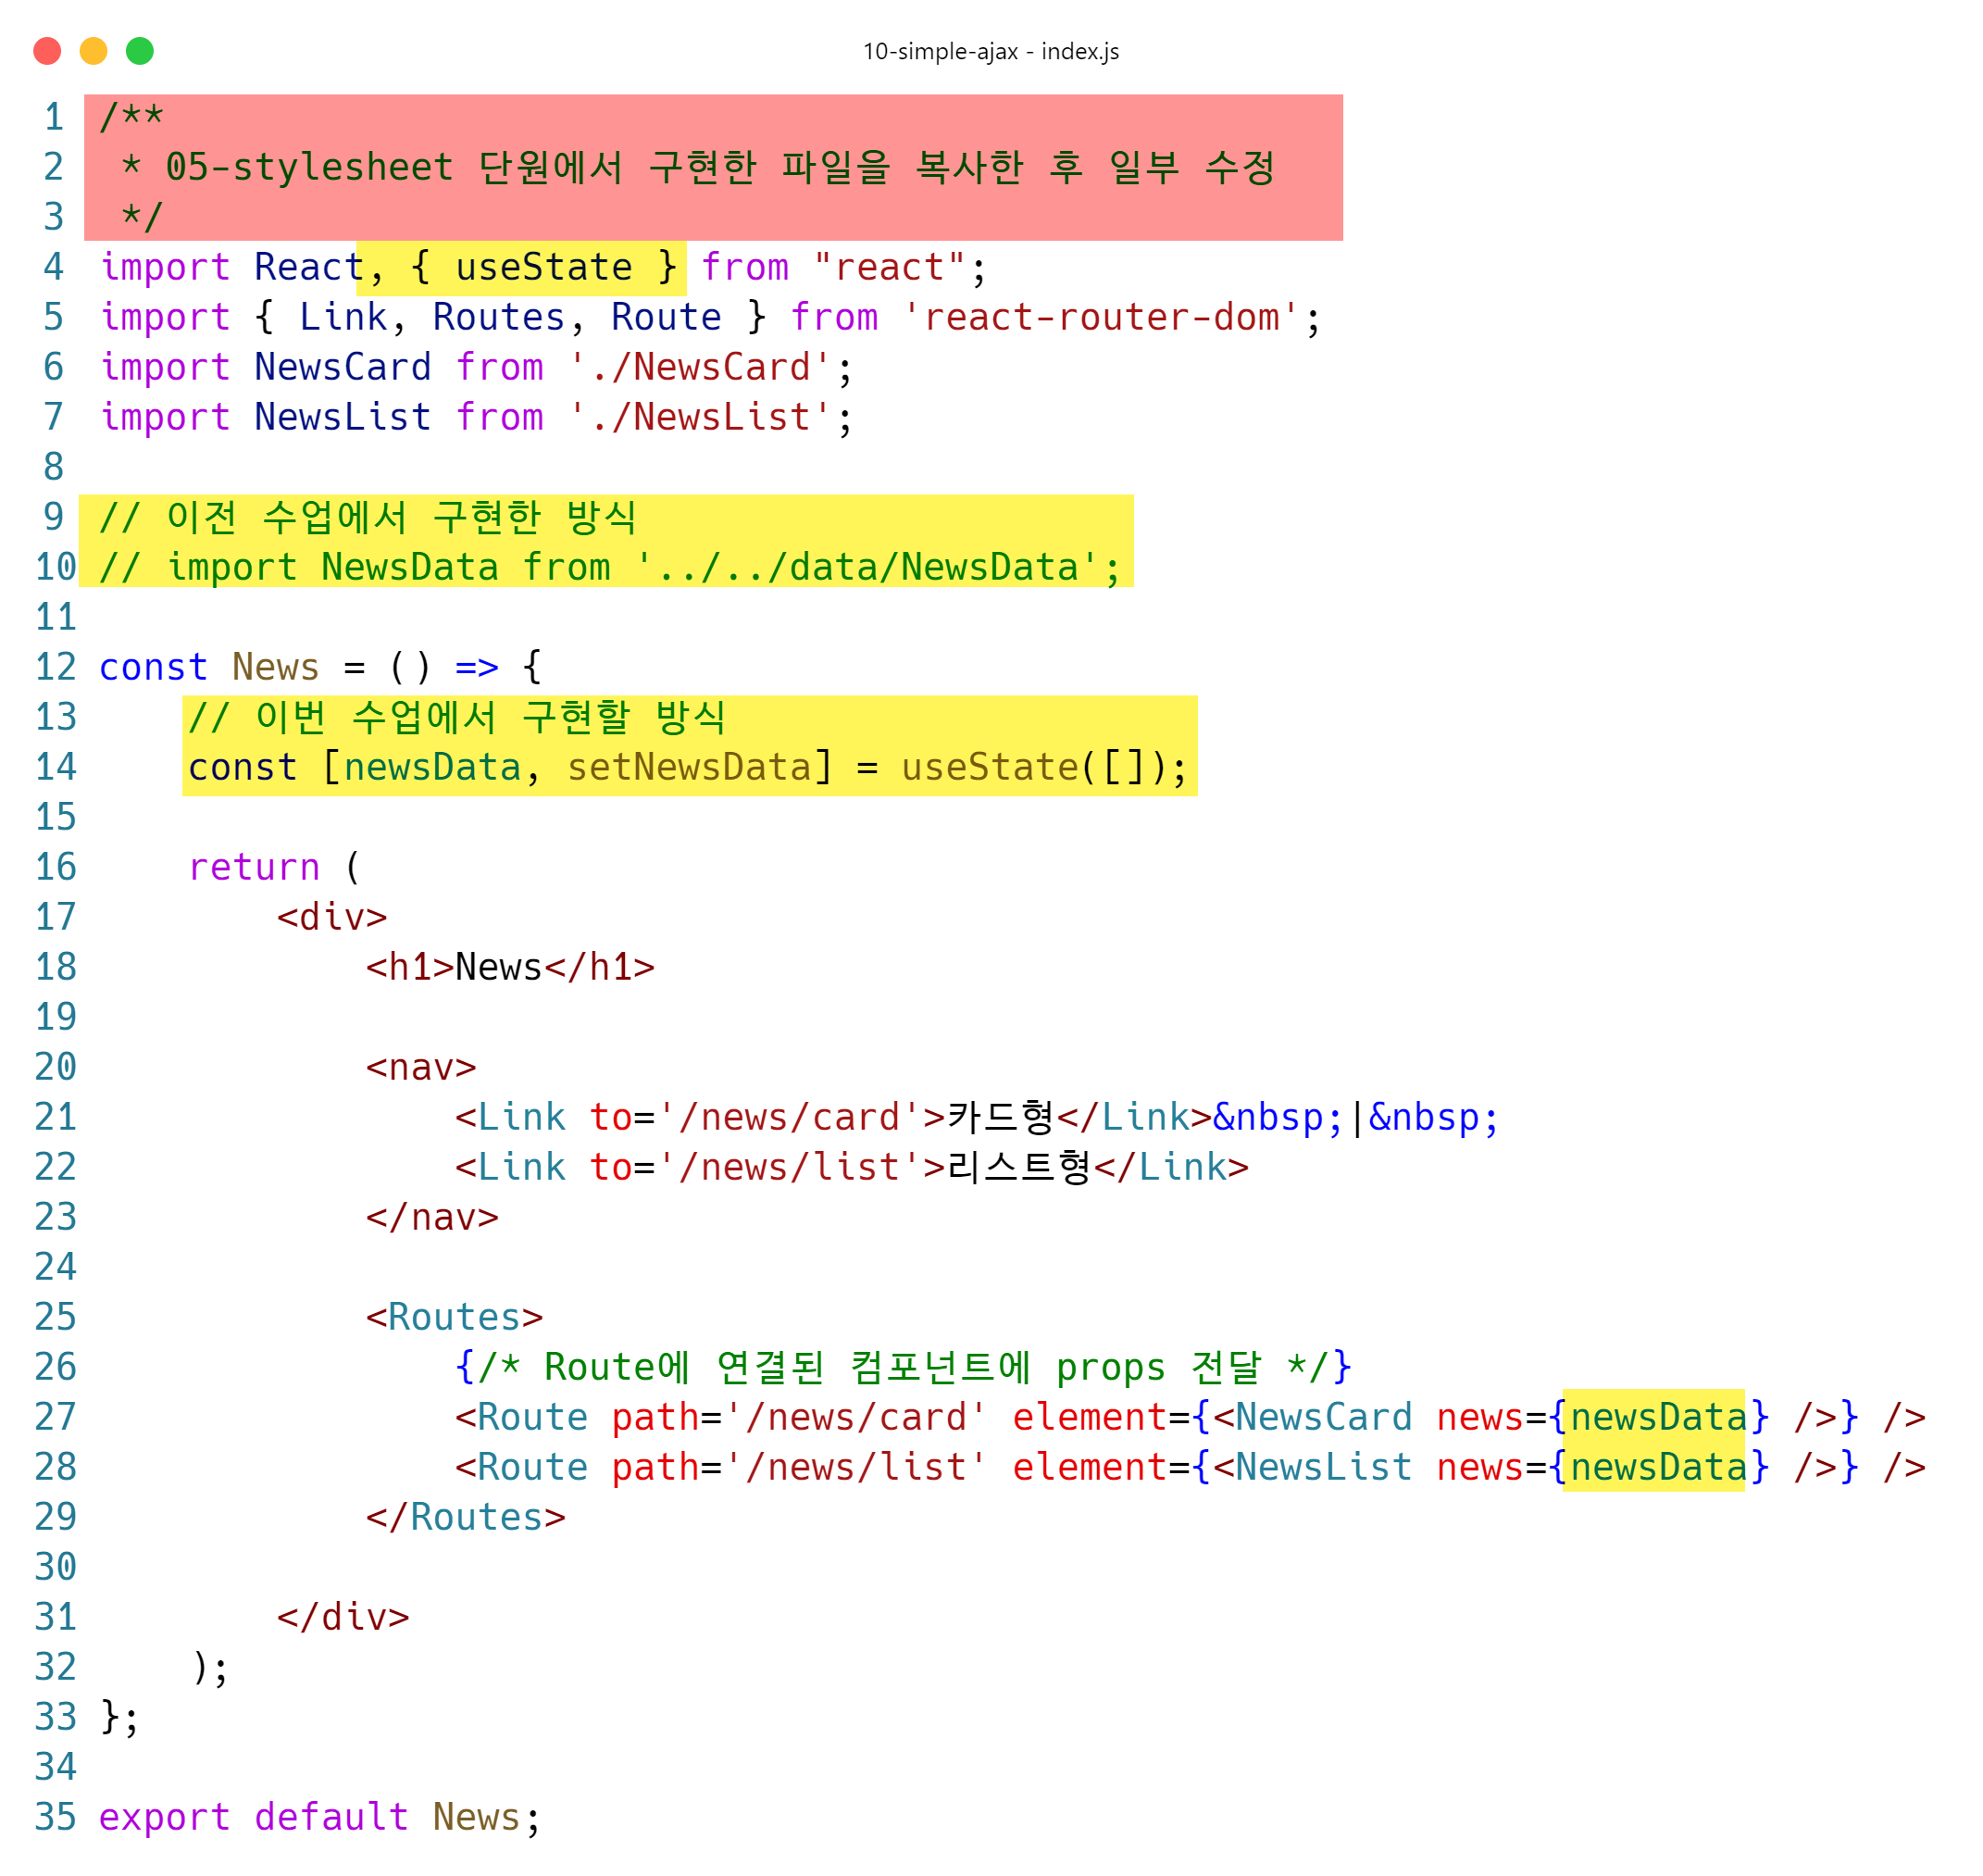 10-simple-ajax - index.js
1 /**
2  * 05-stylesheet 단원에서 구현한 파일을 복사한 후 일부 수정
3  */
4 import React, { useState } from "react";
5 import { Link, Routes, Route } from 'react-router-dom';
6 import NewsCard from './NewsCard';
7 import NewsList from './NewsList';
8
9 // 이전 수업에서 구현한 방식
10 // import NewsData from '../../data/NewsData';
11
12 const News = () => {
13     // 이번 수업에서 구현할 방식
14     const [newsData, setNewsData] = useState([]);
15
16     return (
17         <div>
18             <h1>News</h1>
19
20             <nav>
21                 <Link to='/news/card'>카드형</Link>&nbsp;|&nbsp;
22                 <Link to='/news/list'>리스트형</Link>
23             </nav>
24
25             <Routes>
26                 {/* Route에 연결된 컴포넌트에 props 전달 */}
27                 <Route path='/news/card' element={<NewsCard news={newsData} />} />
28                 <Route path='/news/list' element={<NewsList news={newsData} />} />
29             </Routes>
30
31         </div>
32     );
33 };
34
35 export default News;